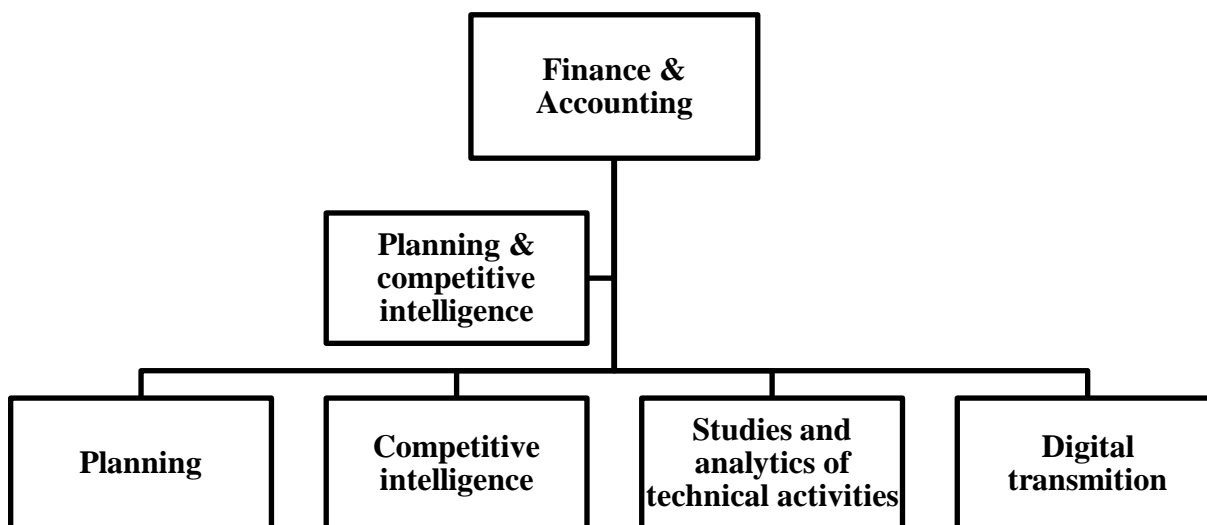 Finance &
Accounting
Planning &
competitive
intelligence
Planning
Competitive
intelligence
Studies and
analytics of
technical activities
Digital
transmition